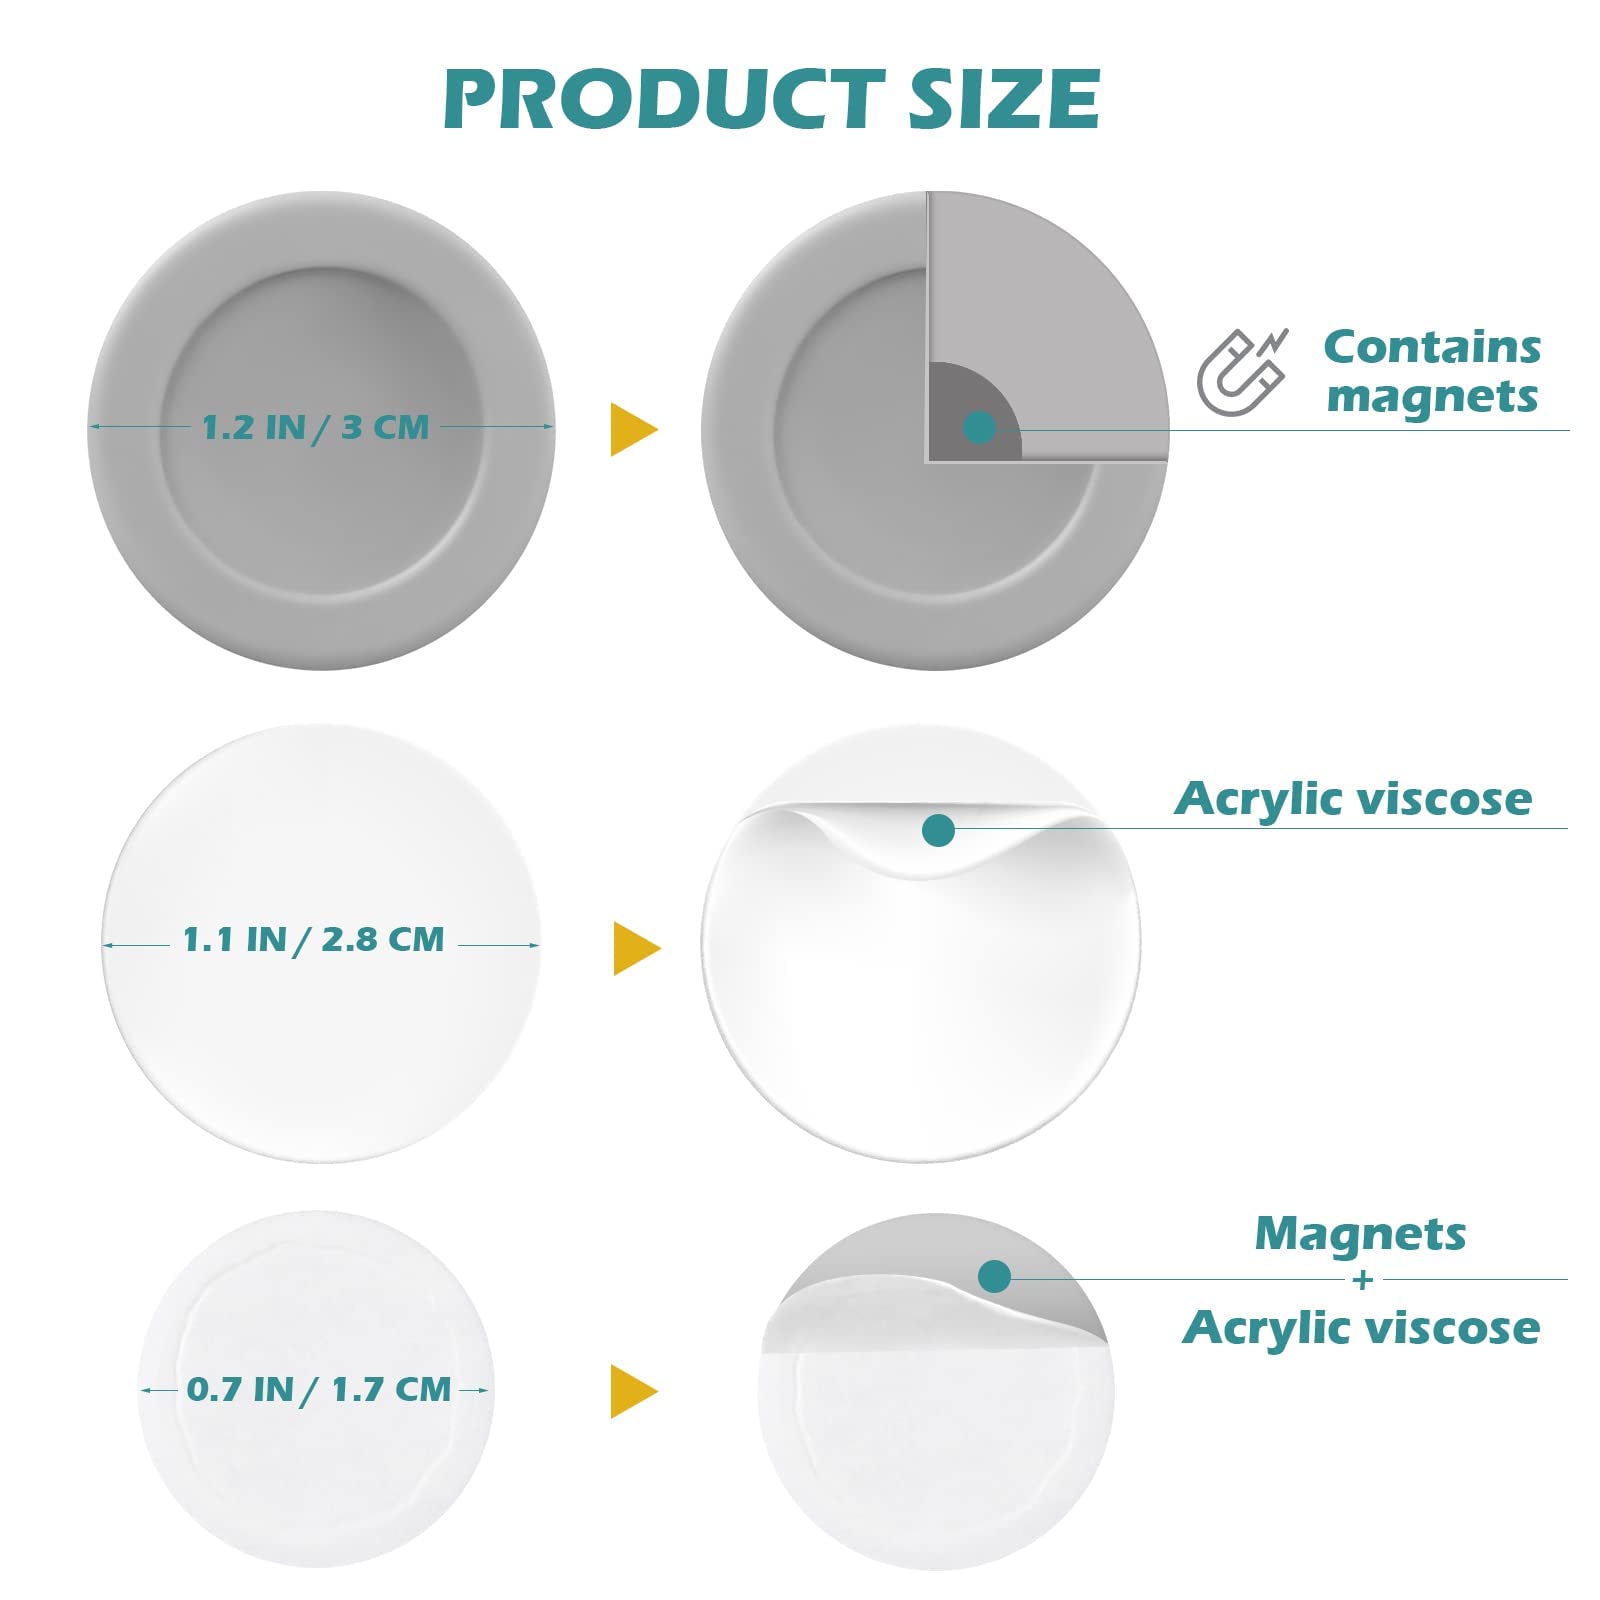 PRODUCT SIZE
1.2 IN / 3 CM
Contains
magnets
1.1 IN / 2.8 CM
Acrylic viscose
0.7 IN / 1.7 CM
Magnets
+
Acrylic viscose